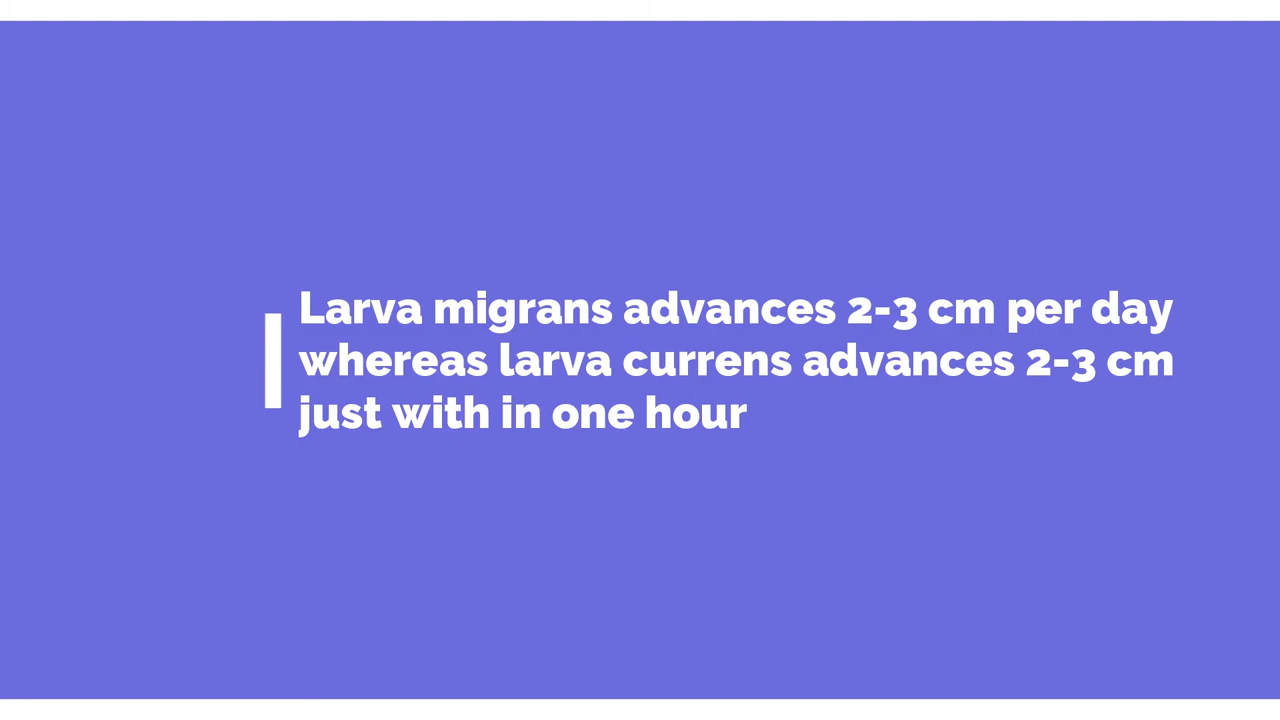 Larva migrans advances 2-3 cm per day
whereas larva currens advances 2-3 cm
just with in one hour